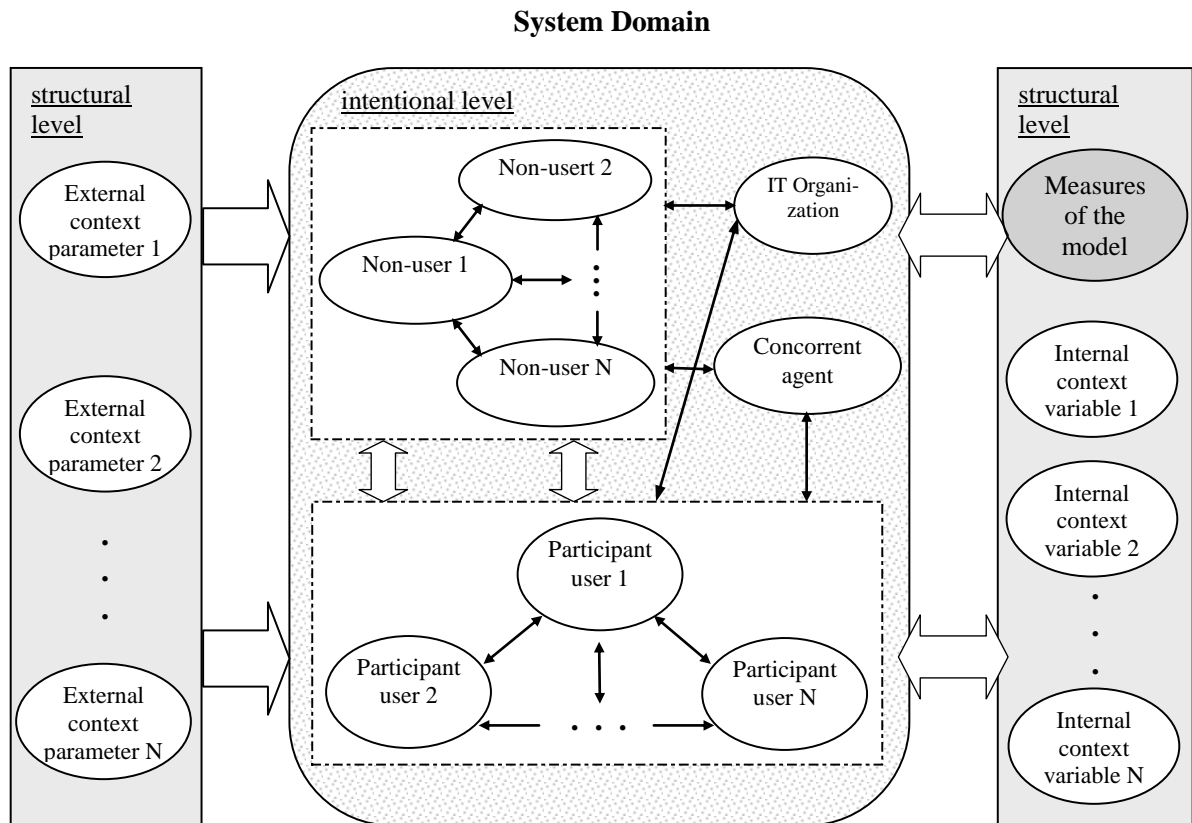 System Domain
structural
level
External
context
parameter 1
External
context
parameter 2
.
.
.
External
context
parameter N
intentional level
Non-usert 2
Non-user 1
...
Non-user N
IT Organi-
zation
Concorrent
agent
Participant
user 1
Participant
user 2
...
Participant
user N
structural
level
Measures
of the
model
Internal
context
variable 1
Internal
context
variable 2
.
.
.
Internal
context
variable N